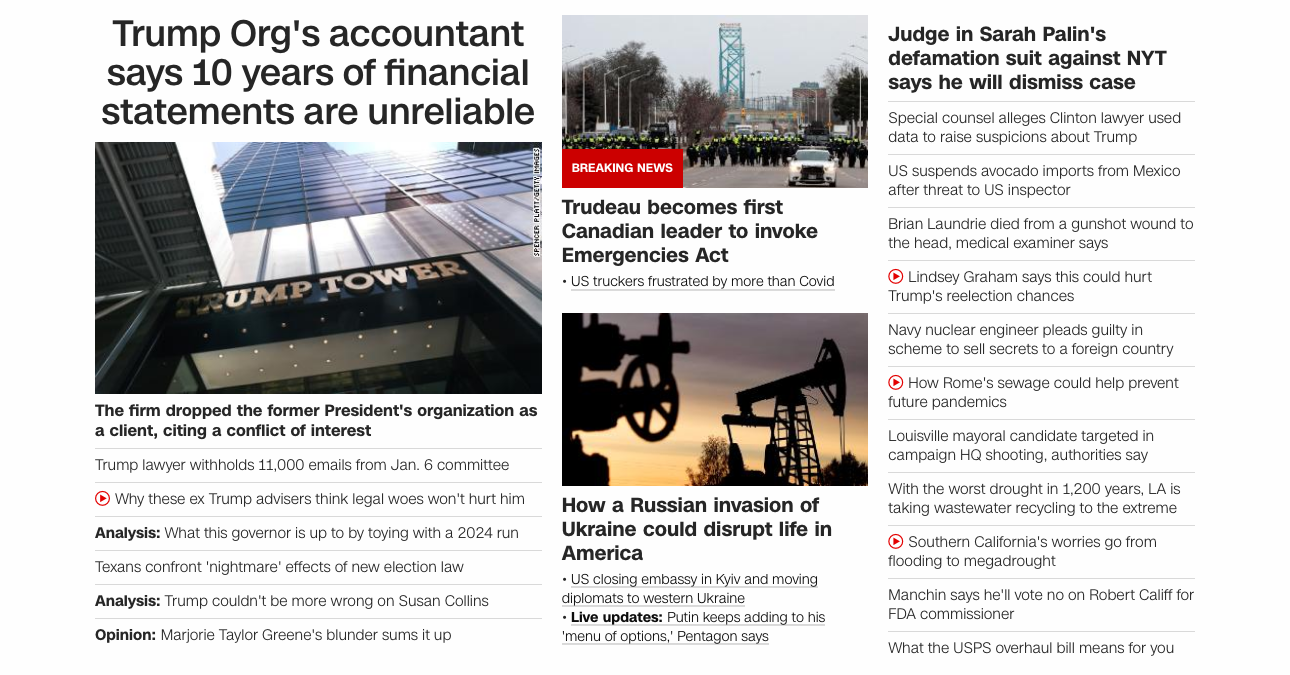 Trump Org's accountant
says 10 years of financial
statements are unreliable
SPENCER PLATT/GETTY IMAGES
TRUMP TOWER
The firm dropped the former President's organization as
a client, citing a conflict of interest
Trump lawyer withholds 11,000 emails from Jan. 6 committee
Why these ex Trump advisers think legal woes won't hurt him
Analysis: What this governor is up to by toying with a 2024 run
Texans confront 'nightmare' effects of new election law
Analysis: Trump couldn't be more wrong on Susan Collins
Opinion: Marjorie Taylor Greene's blunder sums it up
BREAKING NEWS
Trudeau becomes first
Canadian leader to invoke
Emergencies Act
• US truckers frustrated by more than Covid
How a Russian invasion of
Ukraine could disrupt life in
America
• US closing embassy in Kyiv and moving
diplomats to western Ukraine
• Live updates: Putin keeps adding to his
'menu of options,' Pentagon says
Judge in Sarah Palin's
defamation suit against NYT
says he will dismiss case
Special counsel alleges Clinton lawyer used
data to raise suspicions about Trump
US suspends avocado imports from Mexico
after threat to US inspector
Brian Laundrie died from a gunshot wound to
the head, medical examiner says
Lindsey Graham says this could hurt
Trump's reelection chances
Navy nuclear engineer pleads guilty in
scheme to sell secrets to a foreign country
How Rome's sewage could help prevent
future pandemics
Louisville mayoral candidate targeted in
campaign HQ shooting, authorities say
With the worst drought in 1,200 years, LA is
taking wastewater recycling to the extreme
Southern California's worries go from
flooding to megadrought
Manchin says he'll vote no on Robert Califf for
FDA commissioner
What the USPS overhaul bill means for you